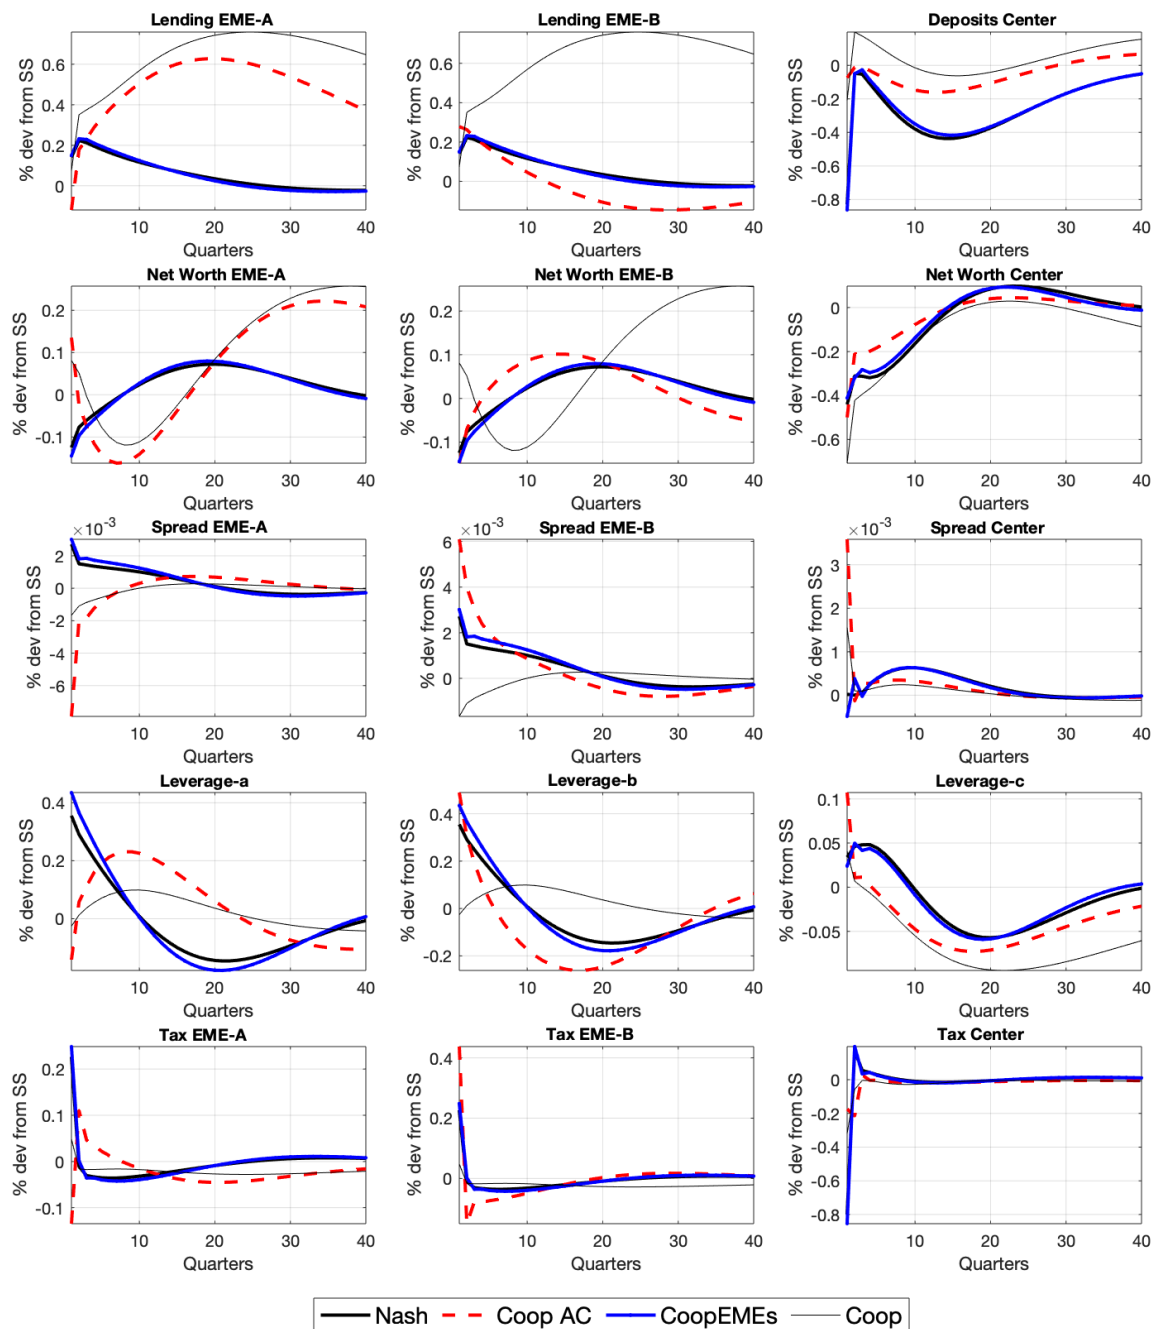 Lending EME-A
Lending EME-B
Deposits Center
% dev from SS
0.6
0.4
0.2
0
10
20
30
40
Quarters
% dev from SS
0.8
0.6
0.4
0.2
0
10
20
30
40
Quarters
% dev from SS
0
-0.2
-0.4
-0.6
-0.8
10
20
30
40
Quarters
Net Worth EME-A
Net Worth EME-B
Net Worth Center
% dev from SS
0.2
0.1
0
-0.1
10
20
30
40
Quarters
% dev from SS
0.2
0.1
0
-0.1
10
20
30
40
Quarters
% dev from SS
0
-0.2
-0.4
-0.6
10
20
30
40
Quarters
×10-3
Spread EME-A
×10-3
Spread EME-B
×10-3
Spread Center
% dev from SS
2
0
-2
-4
-6
10
20
30
40
Quarters
% dev from SS
6
4
2
0
10
20
30
40
Quarters
% dev from SS
3
2
1
0
10
20
30
40
Quarters
Leverage-a
Leverage-b
Leverage-c
% dev from SS
0.4
0.2
0
10
20
30
40
Quarters
% dev from SS
0.4
0.2
0
-0.2
10
20
30
40
Quarters
% dev from SS
0.1
0.05
0
-0.05
10
20
30
40
Quarters
Tax EME-A
Tax EME-B
Tax Center
% dev from SS
0.2
0.1
0
-0.1
10
20
30
40
Quarters
% dev from SS
0.4
0.2
0
10
20
30
40
Quarters
% dev from SS
0
-0.2
-0.4
-0.6
-0.8
10
20
30
40
Quarters
Nash
Coop AC
CoopEMEs
Coop